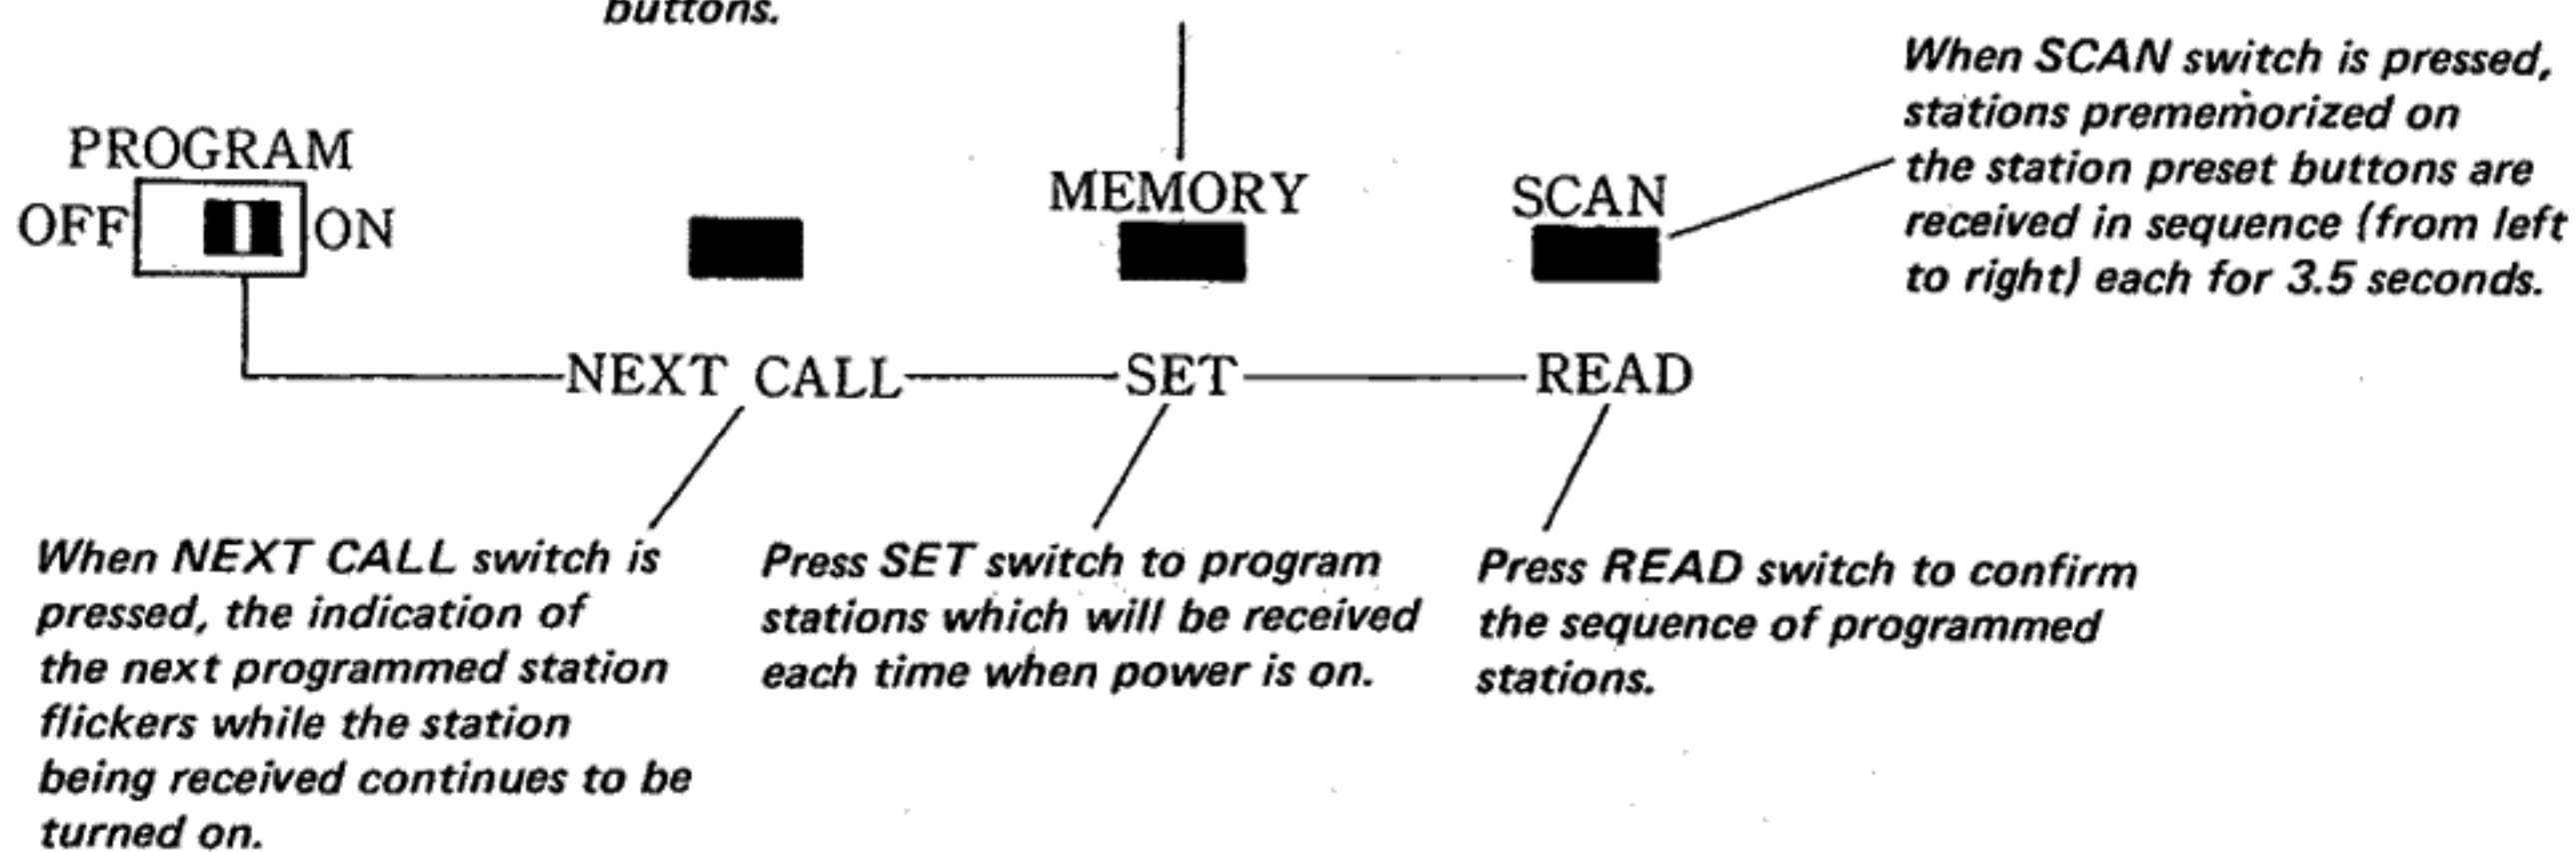 buttons.
When SCAN switch is pressed,
stations prememorized on
the station preset buttons are
received in sequence (from left
to right) each for 3.5 seconds.
PROGRAM
OFF ON
MEMORY
SCAN
NEXT CALL SET READ
When NEXT CALL switch is
pressed, the indication of
the next programmed station
flickers while the station
being received continues to be
turned on.
Press SET switch to program
stations which will be received
each time when power is on.
Press READ switch to confirm
the sequence of programmed
stations.